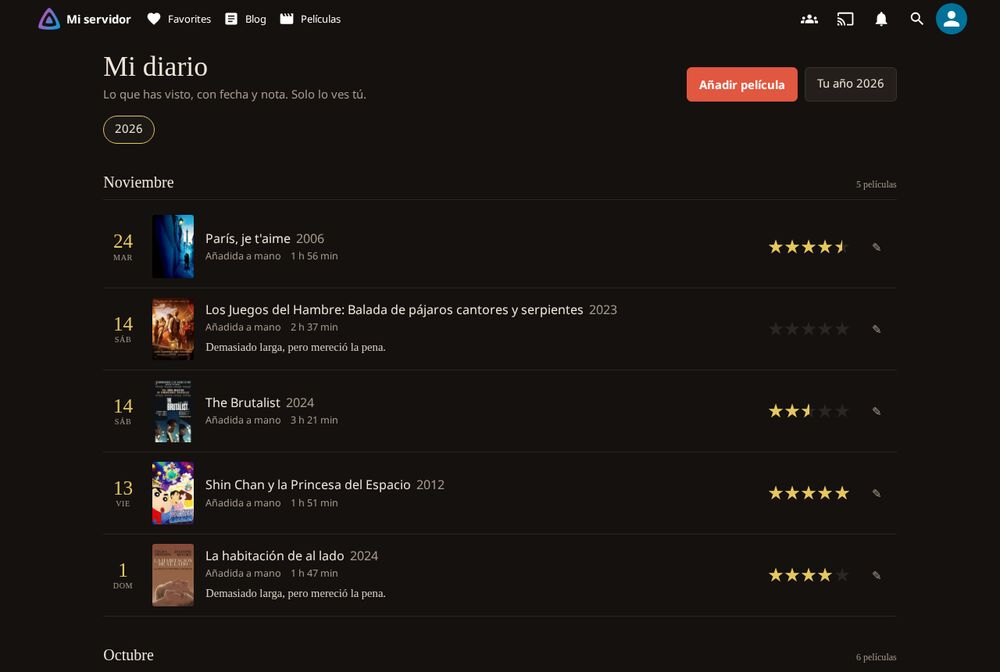 Mi servidor Favorites Blog Películas
Mi diario
Lo que has visto, con fecha y nota. Solo lo ves tú.
Añadir película Tu año 2026
2026
Noviembre 5 películas
24 MAR
París, je t'aime 2006
Añadida a mano 1 h 56 min
14 SÁB
Los Juegos del Hambre: Balada de pájaros cantores y serpientes 2023
Añadida a mano 2 h 37 min
Demasiado larga, pero mereció la pena.
14 SÁB
THE BRUTALIST
The Brutalist 2024
Añadida a mano 3 h 21 min
13 VIE
Shin Chan y la Princesa del Espacio 2012
Añadida a mano 1 h 51 min
1 DOM
La habitación de al lado 2024
Añadida a mano 1 h 47 min
Demasiado larga, pero mereció la pena.
Octubre 6 películas